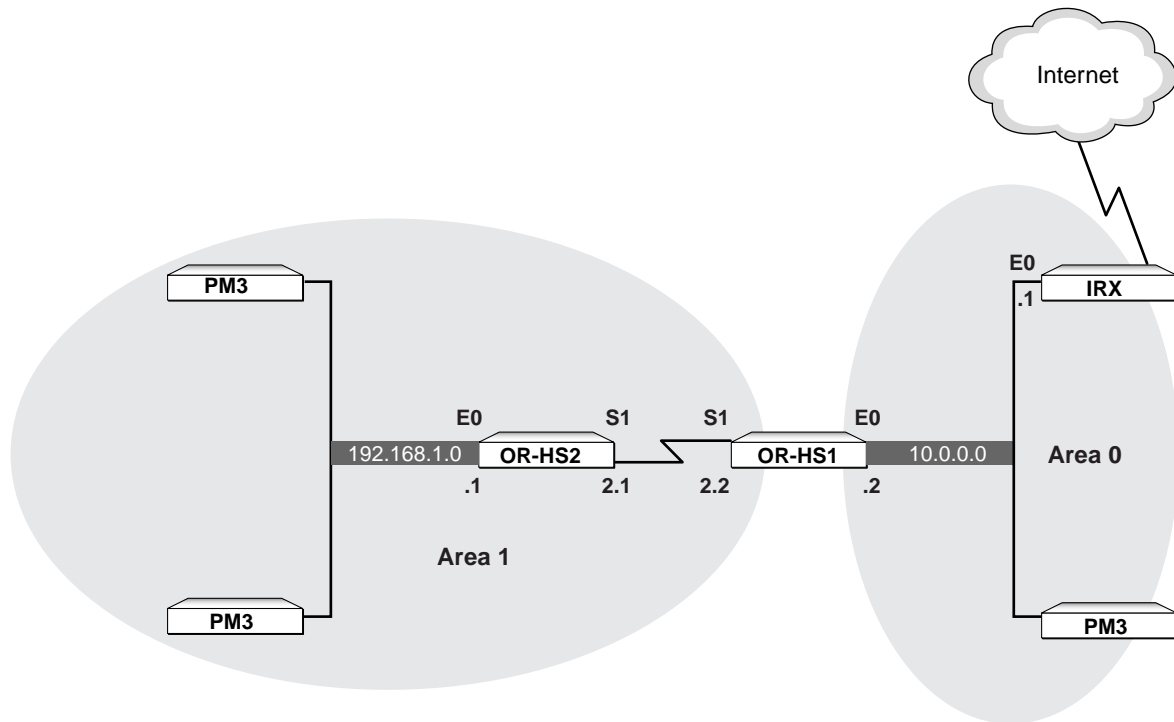 Internet
E0
IRX
.1
PM3
E0
S1
S1
E0
192.168.1.0
OR-HS2
OR-HS1
10.0.0.0
Area 0
.1
2.1
2.2
.2
Area 1
PM3
PM3